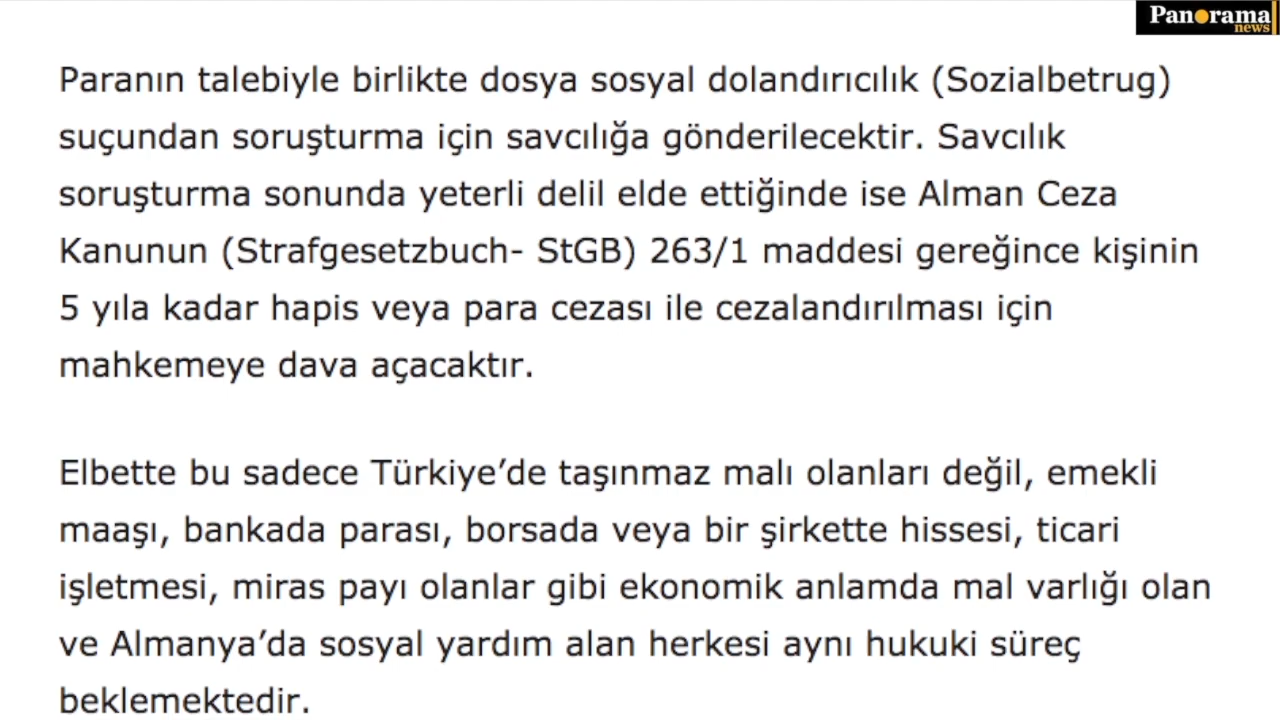 Panorama
news
Paranın talebiyle birlikte dosya sosyal dolandırıcılık (Sozialbetrug)
suçundan soruşturma için savcılığa gönderilecektir. Savcılık
soruşturma sonunda yeterli delil elde ettiğinde ise Alman Ceza
Kanunun (Strafgesetzbuch- StGB) 263/1 maddesi gereğince kişinin
5 yıla kadar hapis veya para cezası ile cezalandırılması için
mahkemeye dava açacaktır.
Elbette bu sadece Türkiye’de taşınmaz malı olanları değil, emekli
maaşı, bankada parası, borsada veya bir şirkette hissesi, ticari
işletmesi, miras payı olanlar gibi ekonomik anlamda mal varlığı olan
ve Almanya’da sosyal yardım alan herkesi aynı hukuki süreç
beklemektedir.